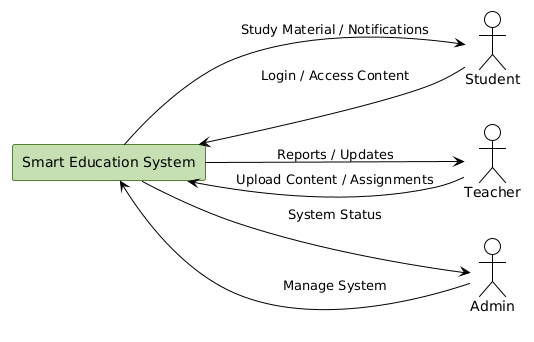 Study Material / Notifications
Student
Login / Access Content
Smart Education System
Reports / Updates
Teacher
Upload Content / Assignments
System Status
Manage System
Admin